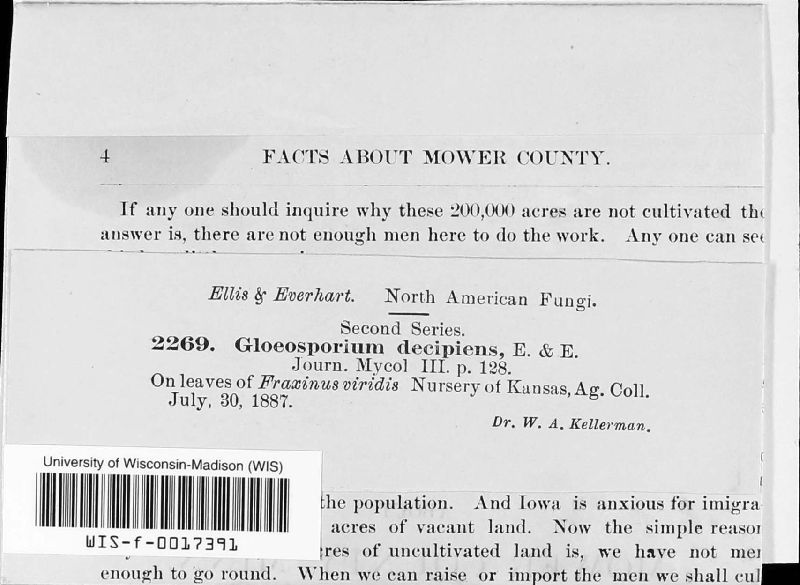 4 FACTS ABOUT MOWER COUNTY.
If any one should inquire why these 200,000 acres are not cultivated the
answer is, there are not enough men here to do the work. Any one can see
Ellis & Everhart. North American Fungi.
Second Series.
2269. Gloeosporium decipiens, E. & E.
Journ. Mycol III. p. 128.
On leaves of Fraxinus viridis Nursery of Kansas, Ag. Coll.
July, 30, 1887.
Dr. W. A. Kellerman.
University of Wisconsin-Madison (WIS)
WIS-f-0017391
the population. And Iowa is anxious for imigra
acres of vacant land. Now the simple reason
res of uncultivated land is, we have not men
enough to go round. When we can raise or import the men we shall cul